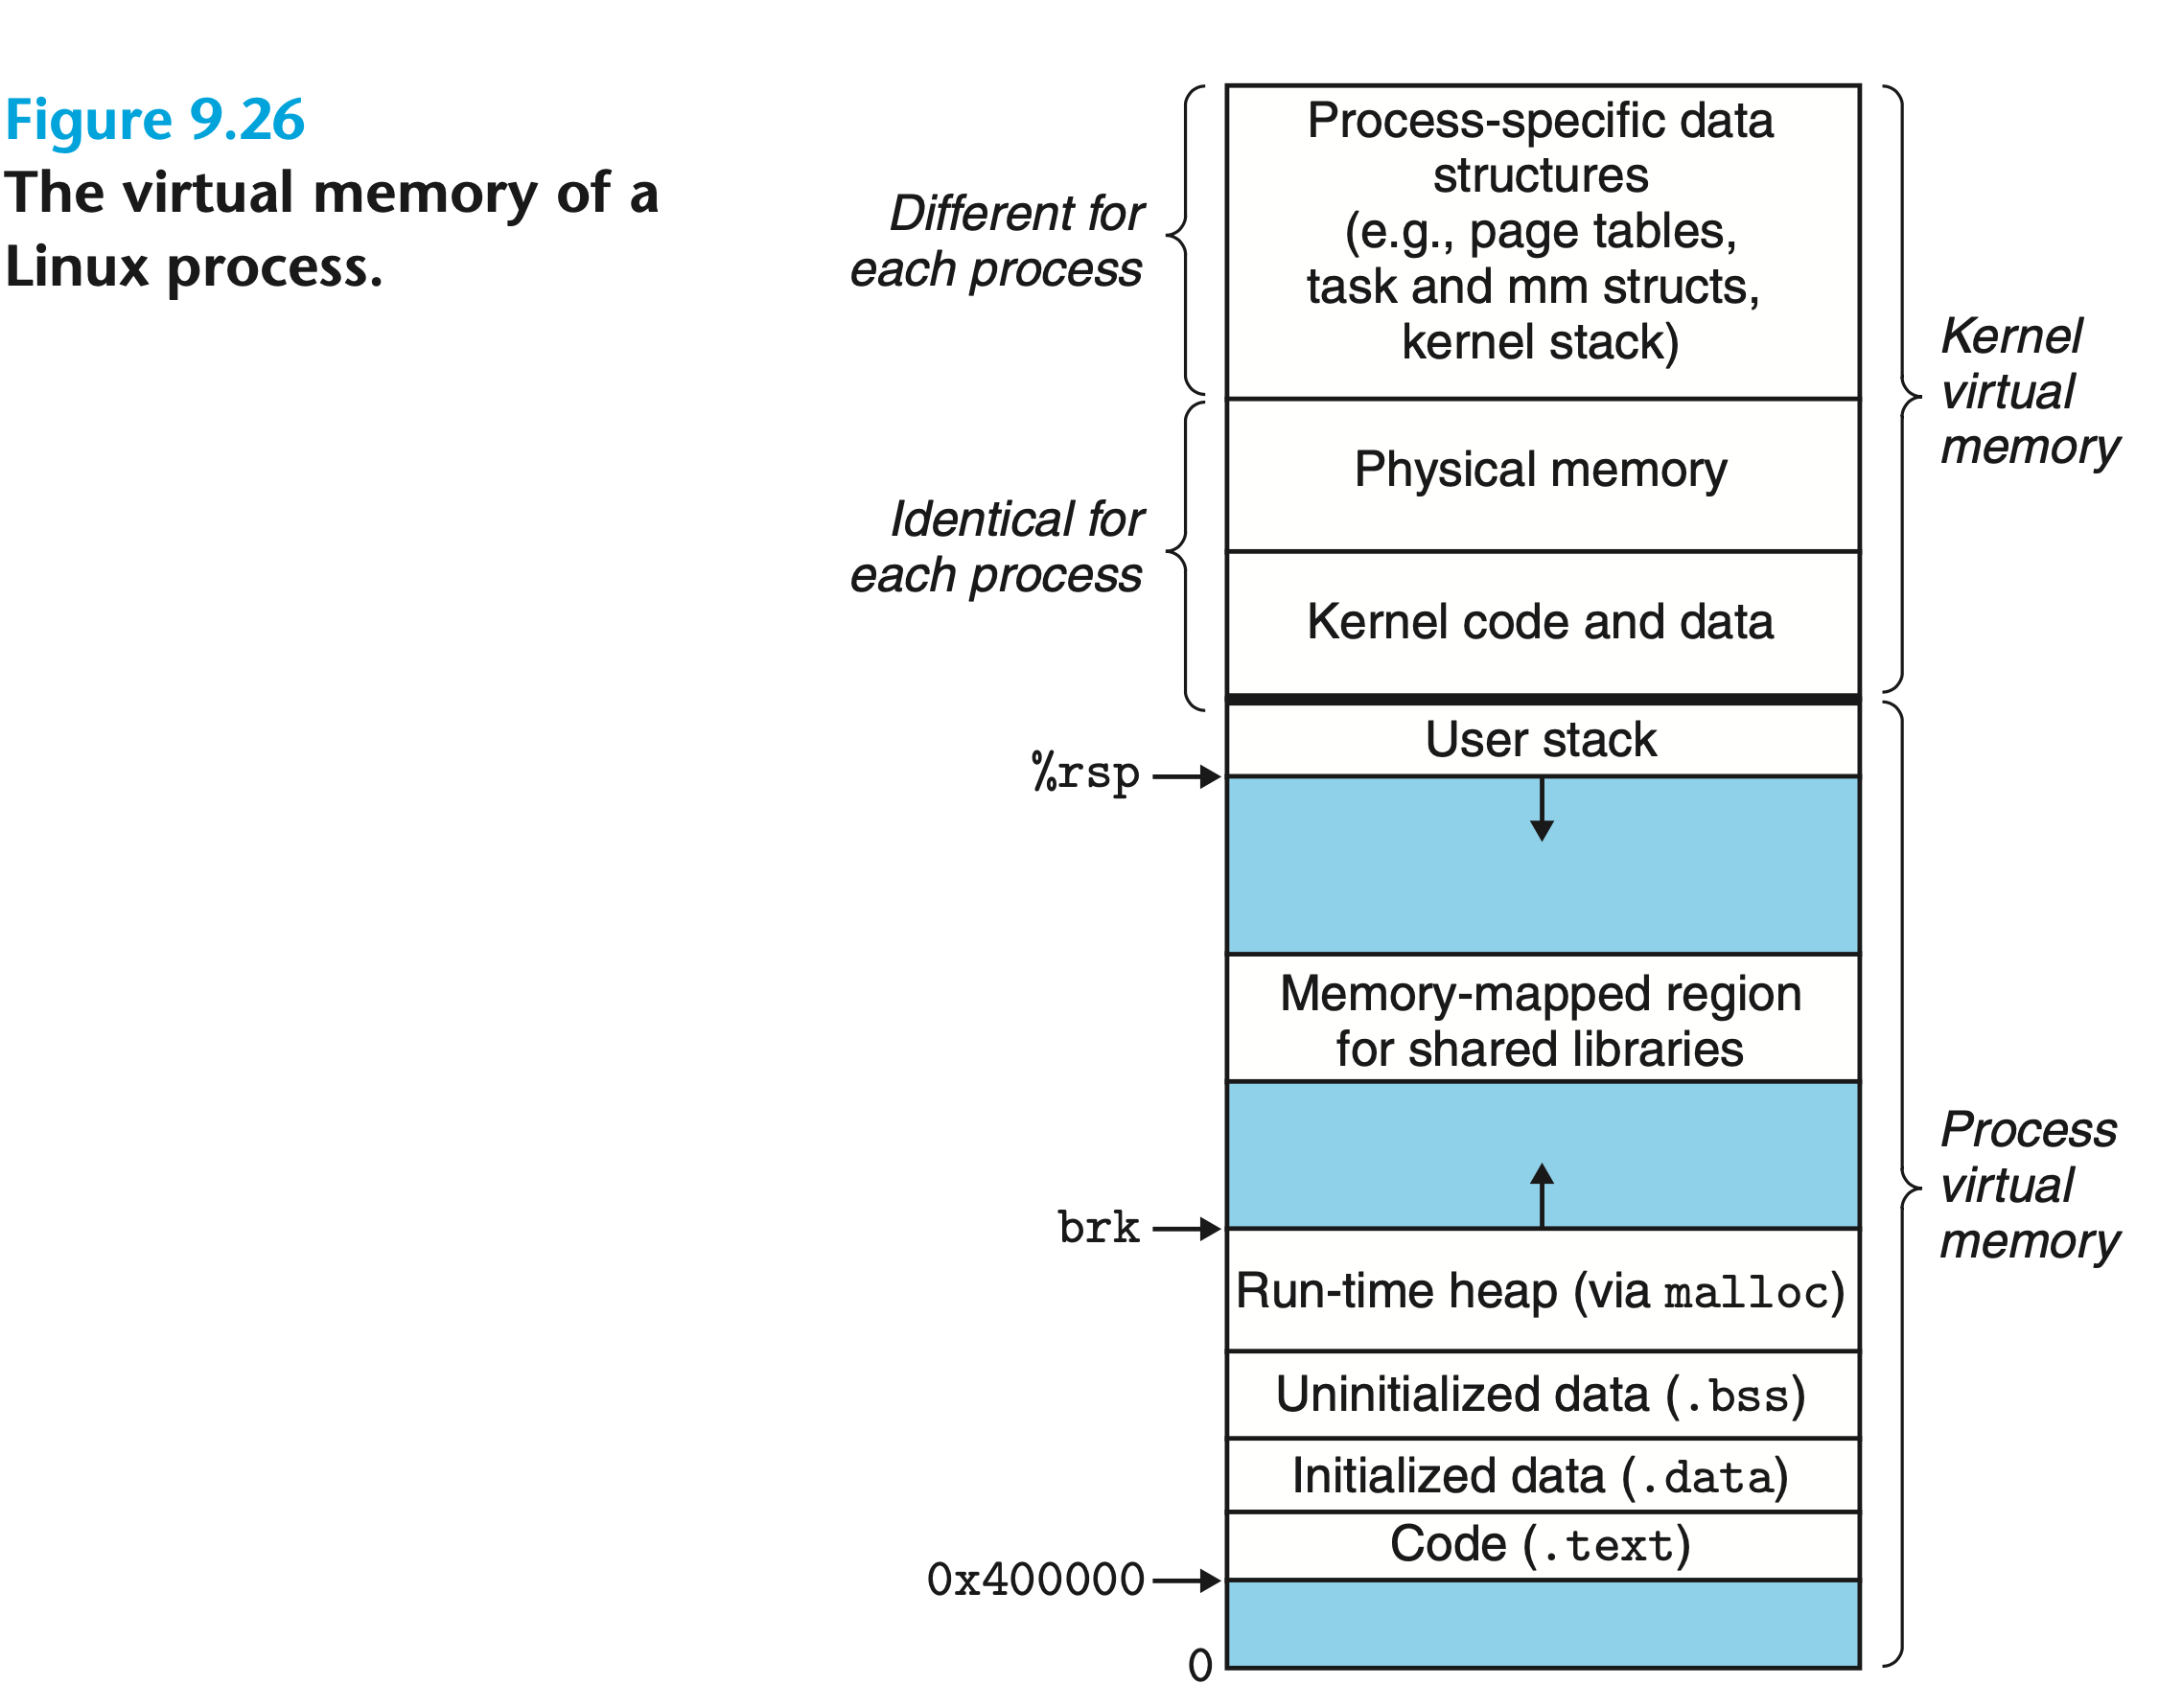 Figure 9.26
The virtual memory of a
Linux process.
Different for
each process
Identical for
each process
Process-specific data
structures
(e.g., page tables,
task and mm structs,
kernel stack)
Physical memory
Kernel code and data
Kernel
virtual
memory
User stack
%rsp
Memory-mapped region
for shared libraries
brk
Run-time heap (via malloc)
Uninitialized data (.bss)
Initialized data (.data)
Code (.text)
0x400000
0
Process
virtual
memory